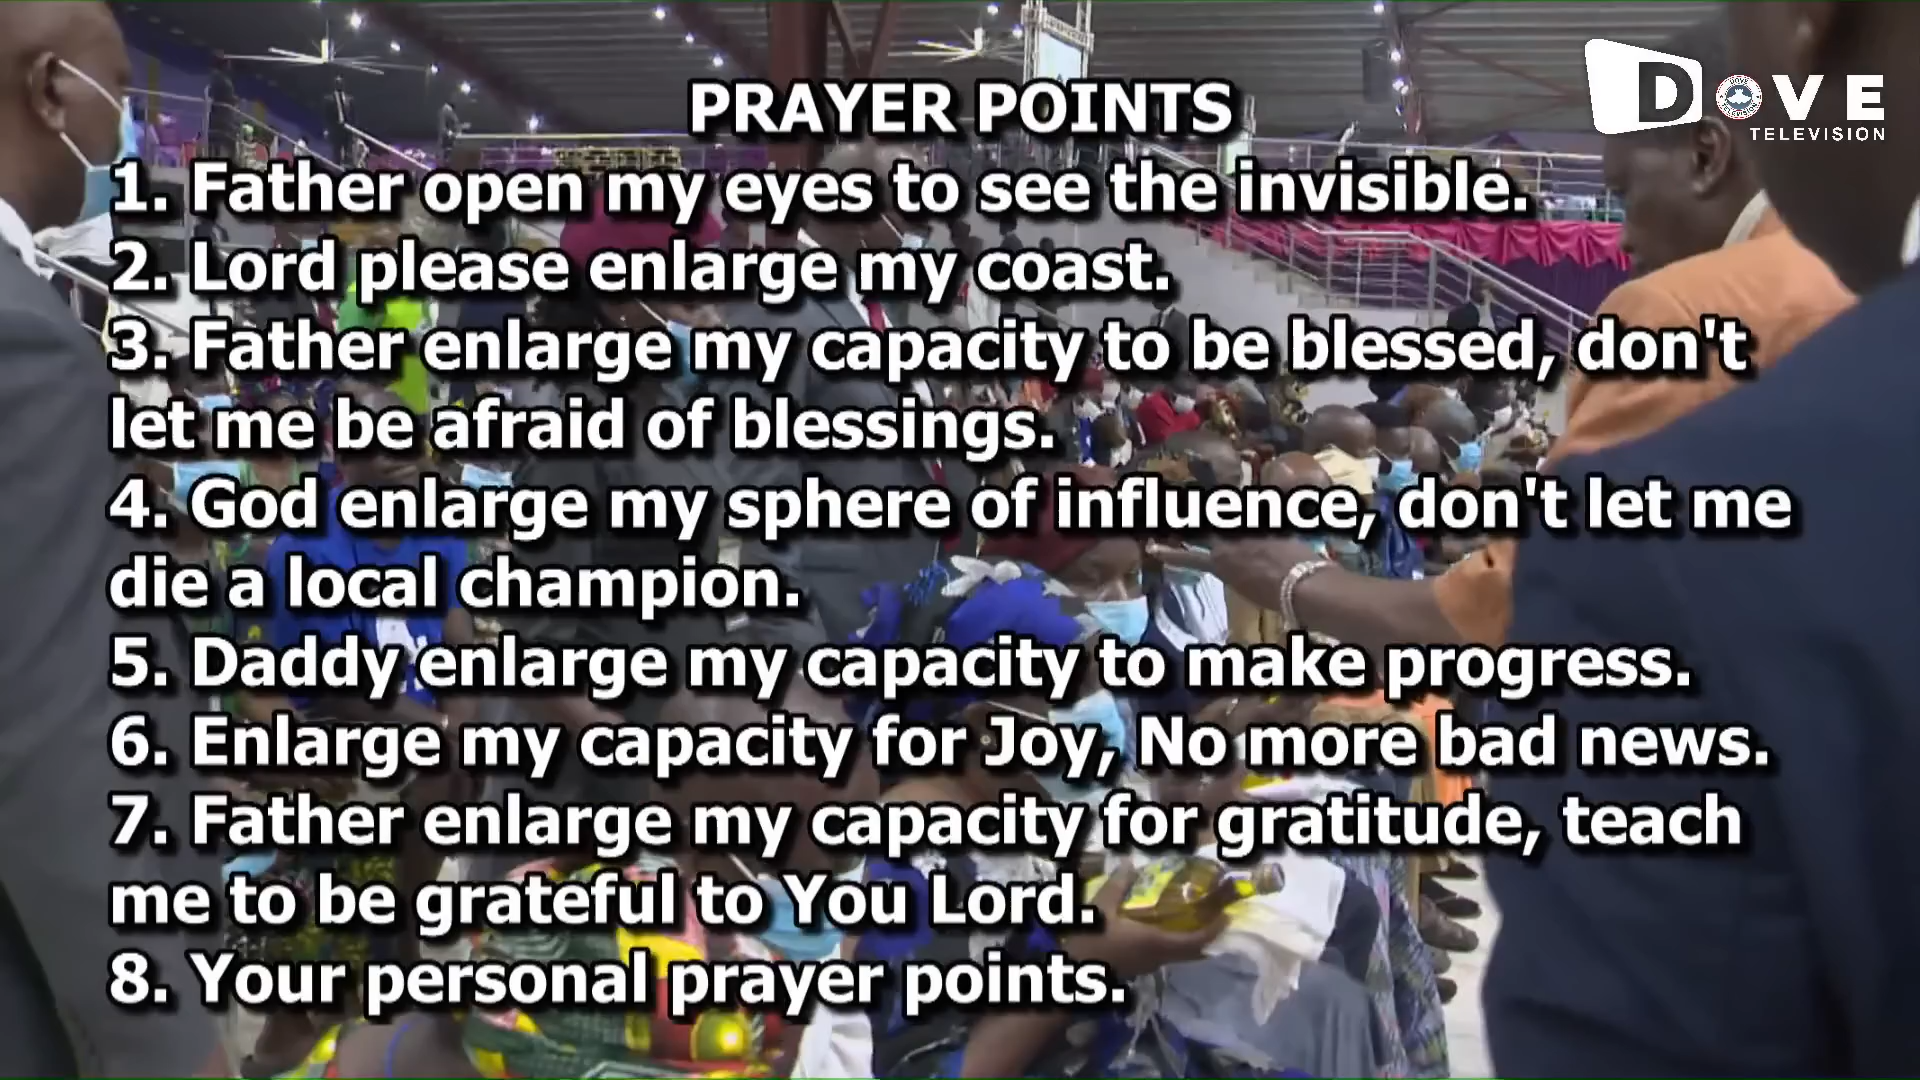 DOVE
TELEVISION
PRAYER POINTS
1. Father open my eyes to see the invisible.
2. Lord please enlarge my coast.
3. Father enlarge my capacity to be blessed, don't
let me be afraid of blessings.
4. God enlarge my sphere of influence, don't let me
die a local champion.
5. Daddy enlarge my capacity to make progress.
6. Enlarge my capacity for Joy, No more bad news.
7. Father enlarge my capacity for gratitude, teach
me to be grateful to You Lord.
8. Your personal prayer points.